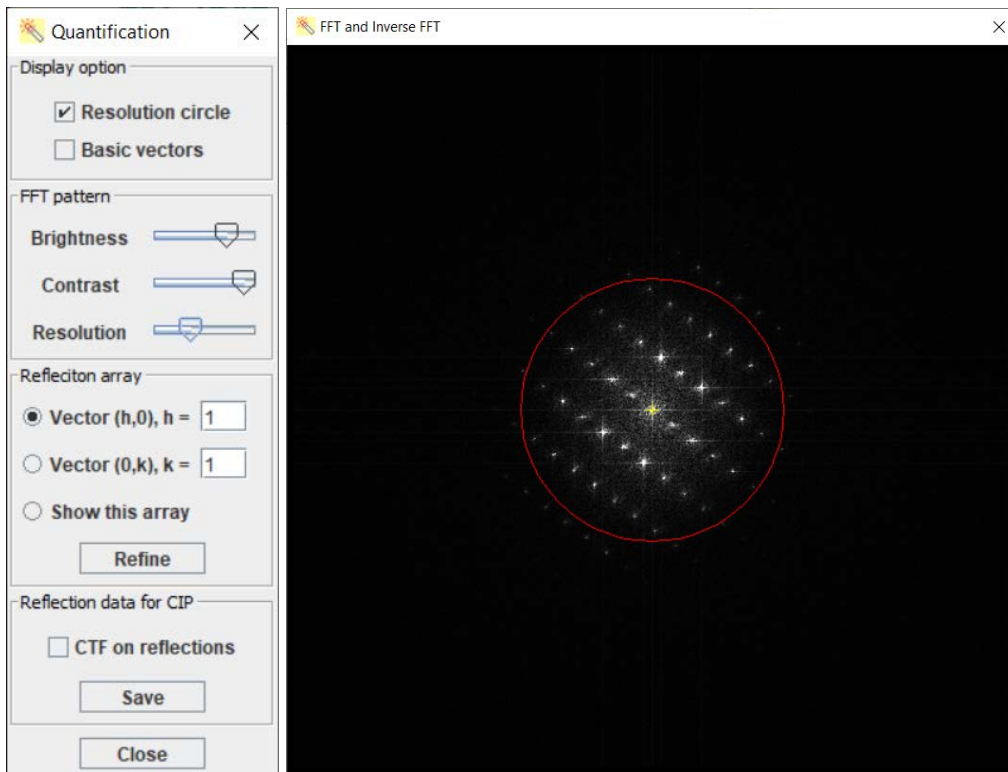 Quantification
Display option
Resolution circle
Basic vectors
FFT pattern
Brightness
Contrast
Resolution
Refleciton array
Vector (h,0), h = 1
Vector (0,k), k = 1
Show this array
Refine
Reflection data for CIP
CTF on reflections
Save
Close
FFT and Inverse FFT